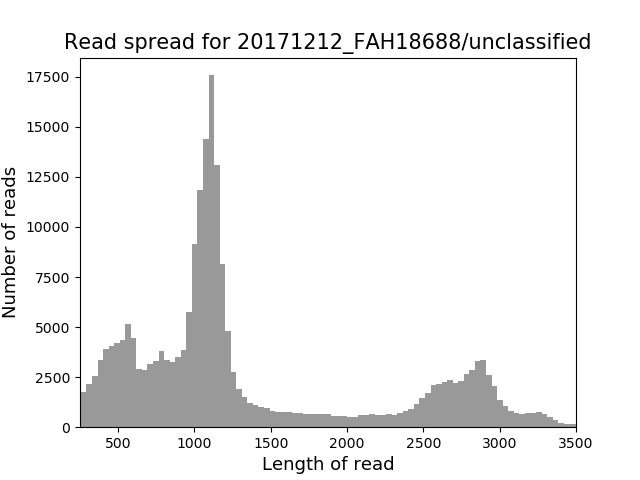 Read spread for 20171212_FAH18688/unclassified
17500
15000
12500
10000
7500
5000
2500
0
Number of reads
500 1000 1500 2000 2500 3000 3500
Length of read